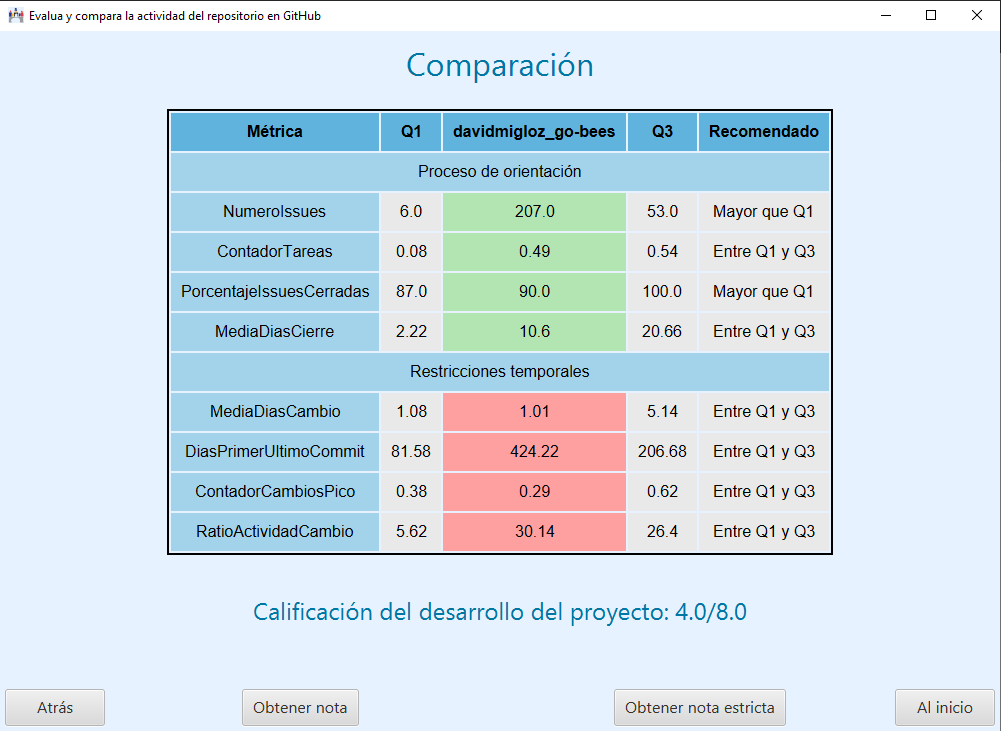 Evalua y compara la actividad del repositorio en GitHub
Comparación
Métrica Q1 davidmigloz_go-bees Q3 Recomendado
Proceso de orientación
NumeroIssues 6.0 207.0 53.0 Mayor que Q1
ContadorTareas 0.08 0.49 0.54 Entre Q1 y Q3
PorcentajeIssuesCerradas 87.0 90.0 100.0 Mayor que Q1
MediaDiasCierre 2.22 10.6 20.66 Entre Q1 y Q3
Restricciones temporales
MediaDiasCambio 1.08 1.01 5.14 Entre Q1 y Q3
DiasPrimerUltimoCommit 81.58 424.22 206.68 Entre Q1 y Q3
ContadorCambiosPico 0.38 0.29 0.62 Entre Q1 y Q3
RatioActividadCambio 5.62 30.14 26.4 Entre Q1 y Q3
Calificación del desarrollo del proyecto: 4.0/8.0
Atrás Obtener nota Obtener nota estricta Al inicio